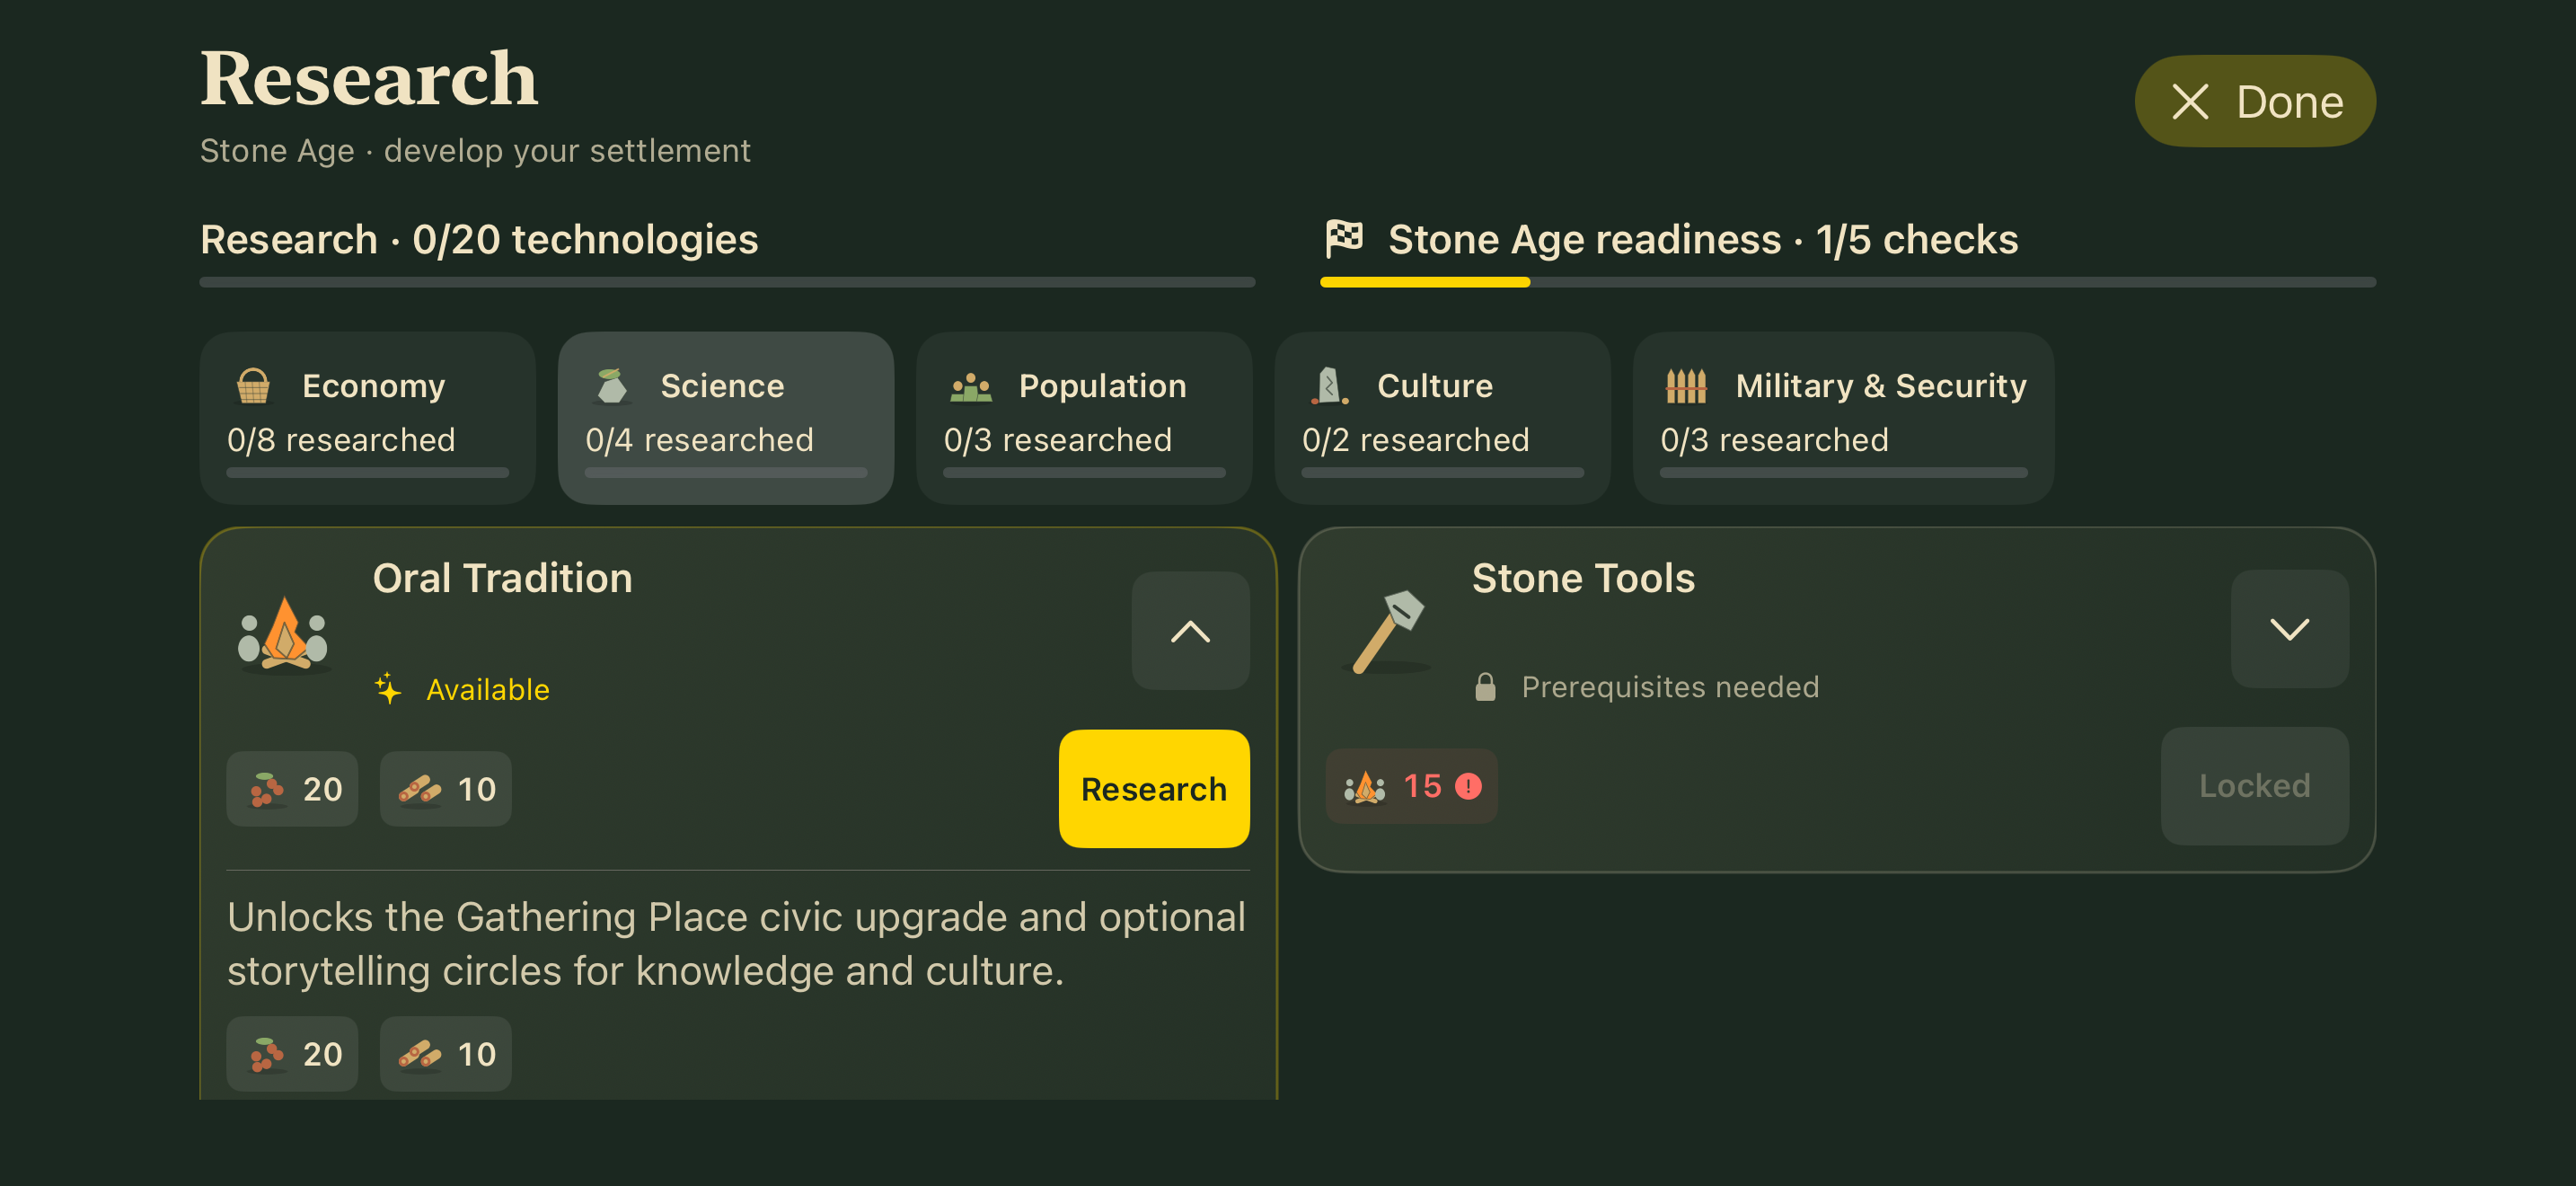 Research
Done
Stone Age · develop your settlement
Research · 0/20 technologies
Stone Age readiness · 1/5 checks
Economy
0/8 researched
Science
0/4 researched
Population
0/3 researched
Culture
0/2 researched
Military & Security
0/3 researched
Oral Tradition
Available
20
10
Research
Unlocks the Gathering Place civic upgrade and optional
storytelling circles for knowledge and culture.
20
10
Stone Tools
Prerequisites needed
15
Locked